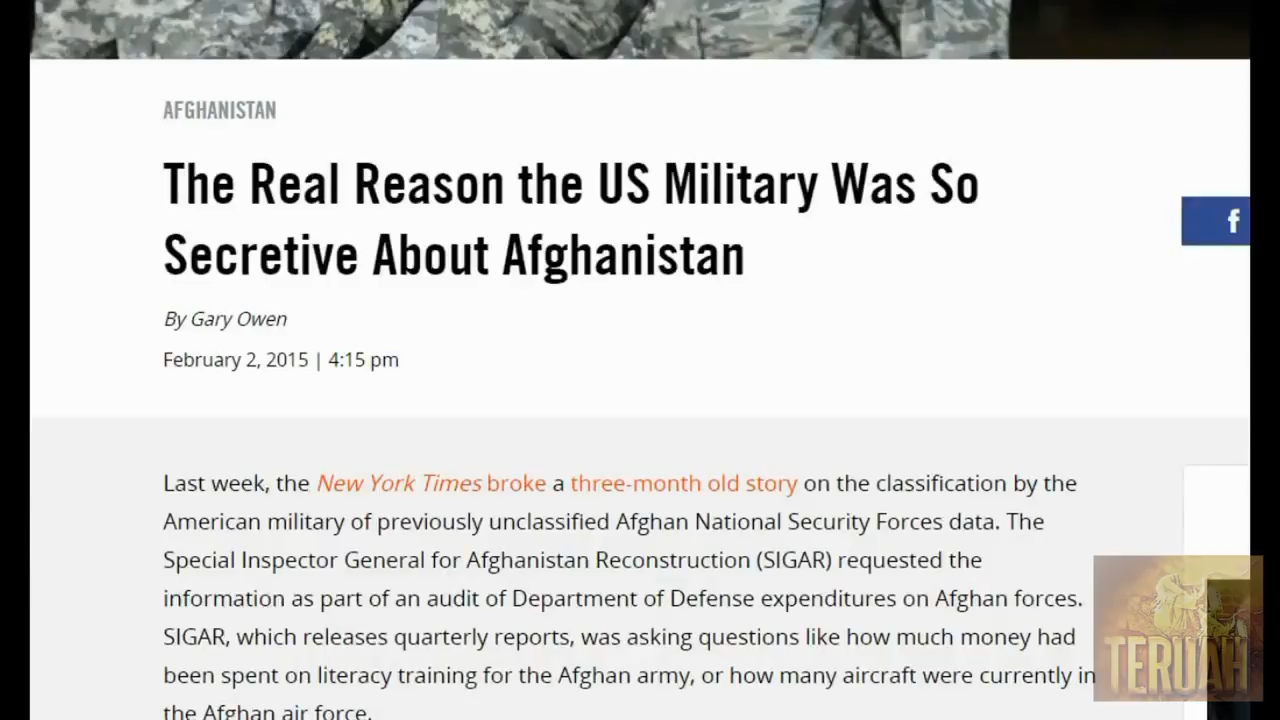 AFGHANISTAN
The Real Reason the US Military Was So
Secretive About Afghanistan
By Gary Owen
February 2, 2015 | 4:15 pm
f
Last week, the New York Times broke a three-month old story on the classification by the
American military of previously unclassified Afghan National Security Forces data. The
Special Inspector General for Afghanistan Reconstruction (SIGAR) requested the
information as part of an audit of Department of Defense expenditures on Afghan forces.
SIGAR, which releases quarterly reports, was asking questions like how much money had
been spent on literacy training for the Afghan army, or how many aircraft were currently in
the Afghan air force.
TERUAH